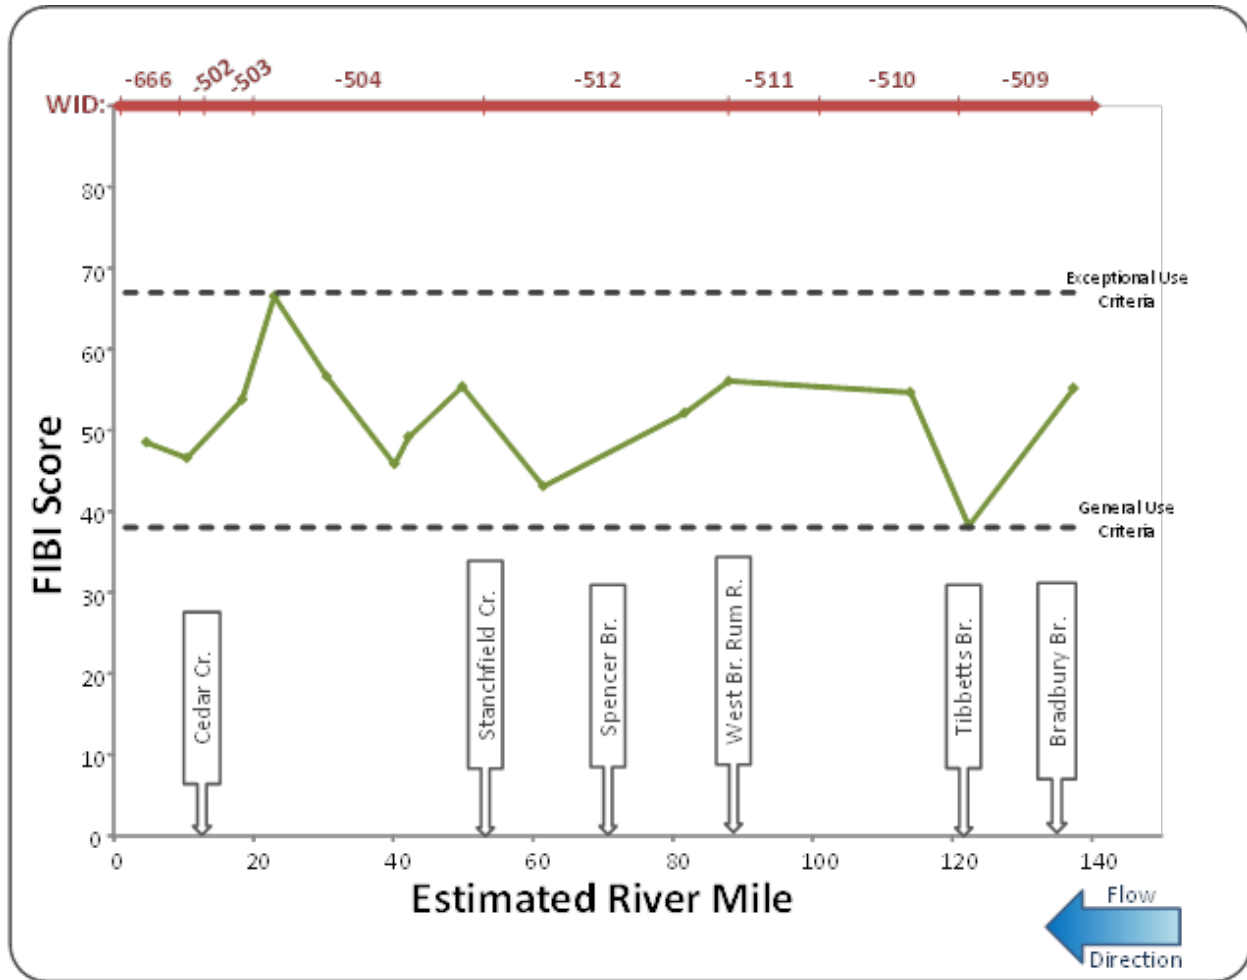 -666 -502 -503 -504 -512 -511 -510 -509
WID:
80
70
60
50
40
30
20
10
0
FIBI Score
Exceptional Use
Criteria
General Use
Criteria
Cedar Cr.
Stanchfield Cr.
Spencer Br.
West Br. Rum R.
Tibbetts Br.
Bradbury Br.
0 20 40 60 80 100 120 140
Estimated River Mile
Flow
Direction